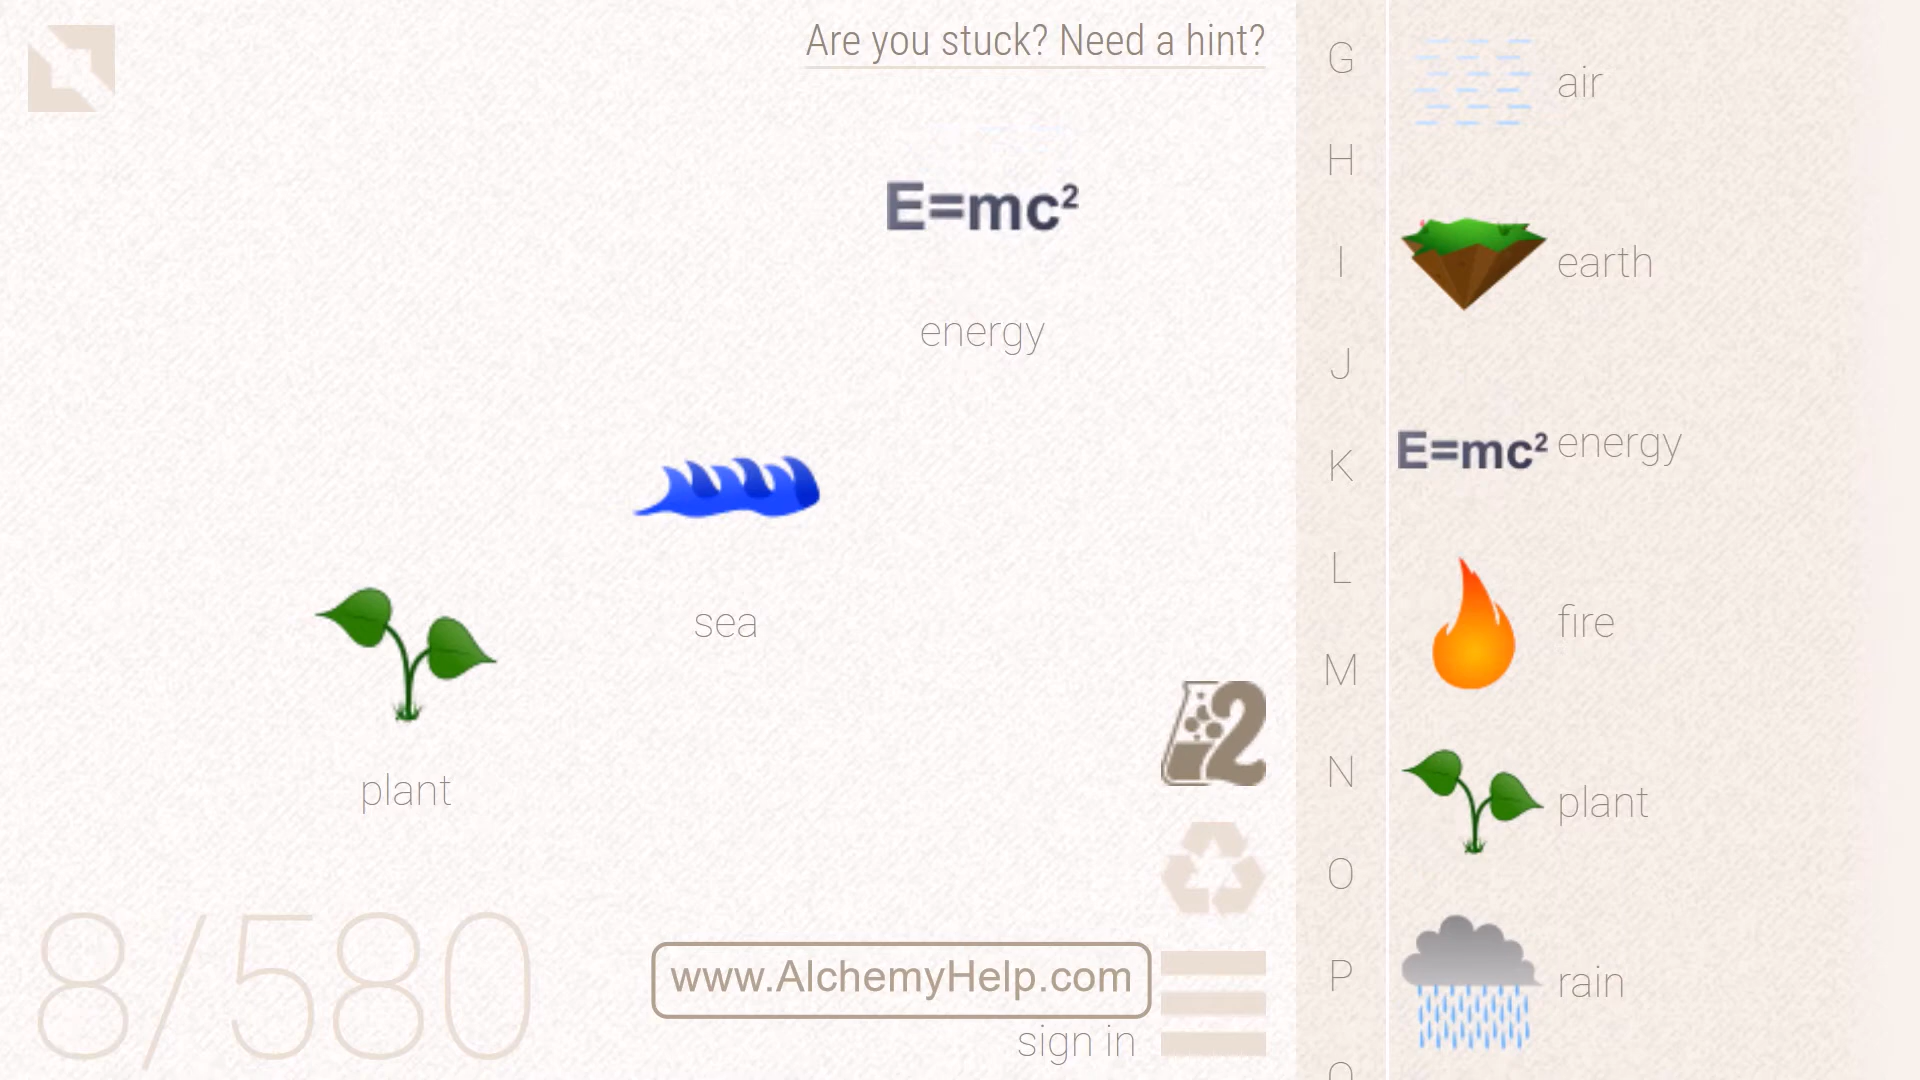 Are you stuck? Need a hint?
E=mc²
energy
sea
plant
2
8/580
www.AlchemyHelp.com
sign in
G
H
I
J
K
L
M
N
O
P
air
earth
E=mc² energy
fire
plant
rain